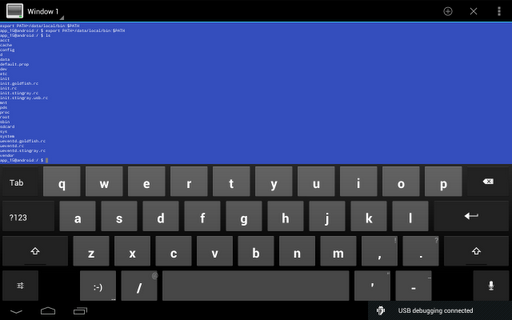 Window 1
export PATH=/data/local/bin:$PATH
app_75@android / $ export PATH=/data/local/bin:$PATH
app_75@android / $ ls
acct
cache
config
d
data
default.prop
dev
etc
init
init.goldfish.rc
init.rc
init.stingray.rc
init.stingray.usb.rc
mnt
pds
proc
root
sbin
sdcard
sys
system
ueventd.goldfish.rc
ueventd.rc
ueventd.stingray.rc
vendor
app_75@android / $
Tab q w e r t y u i o p
?123 a s d f g h j k l
z x c v b n m , ! . ?
:-) / @ ' " - _
USB debugging connected